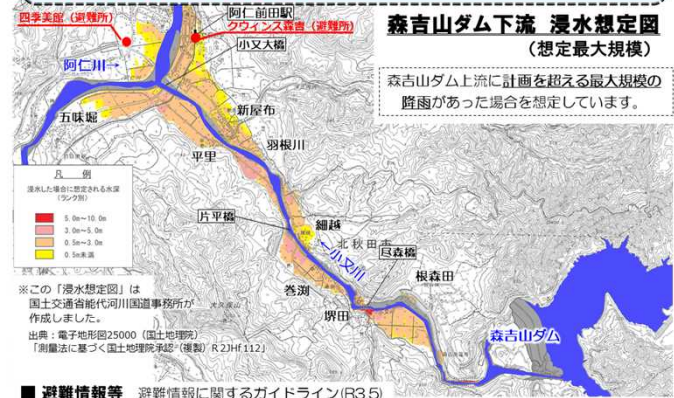 四季美館（避難所）
阿仁前田駅
クウィンス森吉（避難所）
小又大橋
阿仁川→
森吉山ダム下流 浸水想定図
（想定最大規模）
森吉山ダム上流に計画を超える最大規模の
降雨があった場合を想定しています。
五味堀
新屋布
羽根川
平里
凡 例
浸水した場合に想定される水深
（ランク別）
5.0m～10.0m
3.0m～5.0m
0.5m～3.0m
0.5m未満
片平橋
細越
北秋田市
←小又川
尽森橋
根森田
巻渕
堺田
森吉山ダム
※この「浸水想定図」は
国土交通省能代河川国道事務所が
作成しました。
出典：電子地形図25000（国土地理院）
「測量法に基づく国土地理院承認（複製）R 2JHf 112」
■ 避難情報等 避難情報に関するガイドライン(R3.5)